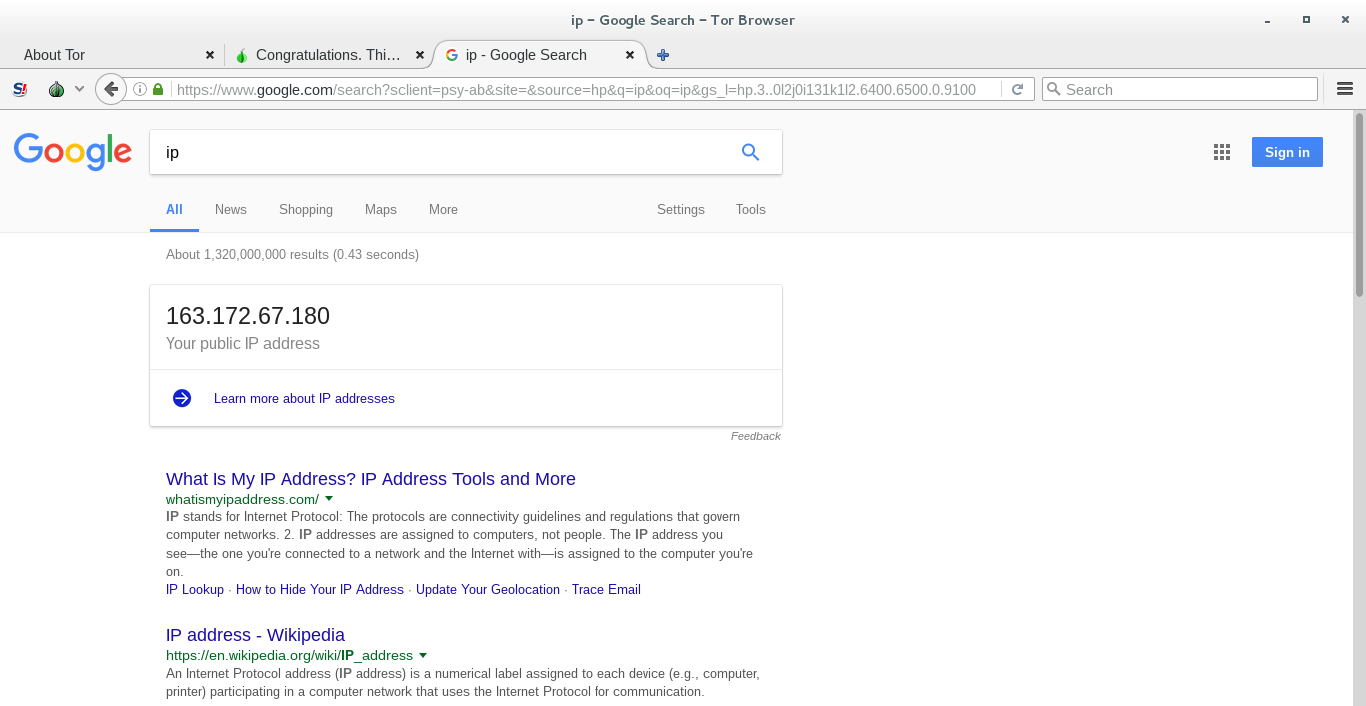 ip – Google Search – Tor Browser
About Tor
Congratulations. Thi…
ip - Google Search
S!
https://www.google.com/search?sclient=psy-ab&site=&source=hp&q=ip&oq=ip&gs_l=hp.3..0l2j0i131k1l2.6400.6500.0.9100
Search
Google
ip
Sign in
All
News
Shopping
Maps
More
Settings
Tools
About 1,320,000,000 results (0.43 seconds)
163.172.67.180
Your public IP address
Learn more about IP addresses
Feedback
What Is My IP Address? IP Address Tools and More
whatismyipaddress.com/
IP stands for Internet Protocol: The protocols are connectivity guidelines and regulations that govern
computer networks. 2. IP addresses are assigned to computers, not people. The IP address you
see—the one you're connected to a network and the Internet with—is assigned to the computer you're
on.
IP Lookup · How to Hide Your IP Address · Update Your Geolocation · Trace Email
IP address - Wikipedia
https://en.wikipedia.org/wiki/IP_address
An Internet Protocol address (IP address) is a numerical label assigned to each device (e.g., computer,
printer) participating in a computer network that uses the Internet Protocol for communication.